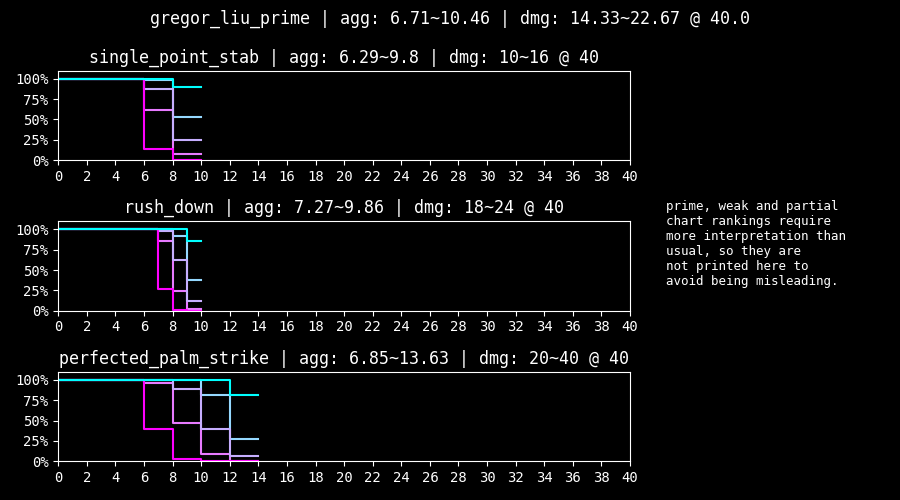 gregor_liu_prime | agg: 6.71~10.46 | dmg: 14.33~22.67 @ 40.0
single_point_stab | agg: 6.29~9.8 | dmg: 10~16 @ 40
100%
75%
50%
25%
0%
0 2 4 6 8 10 12 14 16 18 20 22 24 26 28 30 32 34 36 38 40
rush_down | agg: 7.27~9.86 | dmg: 18~24 @ 40
100%
75%
50%
25%
0%
0 2 4 6 8 10 12 14 16 18 20 22 24 26 28 30 32 34 36 38 40
prime, weak and partial
chart rankings require
more interpretation than
usual, so they are
not printed here to
avoid being misleading.
perfected_palm_strike | agg: 6.85~13.63 | dmg: 20~40 @ 40
100%
75%
50%
25%
0%
0 2 4 6 8 10 12 14 16 18 20 22 24 26 28 30 32 34 36 38 40